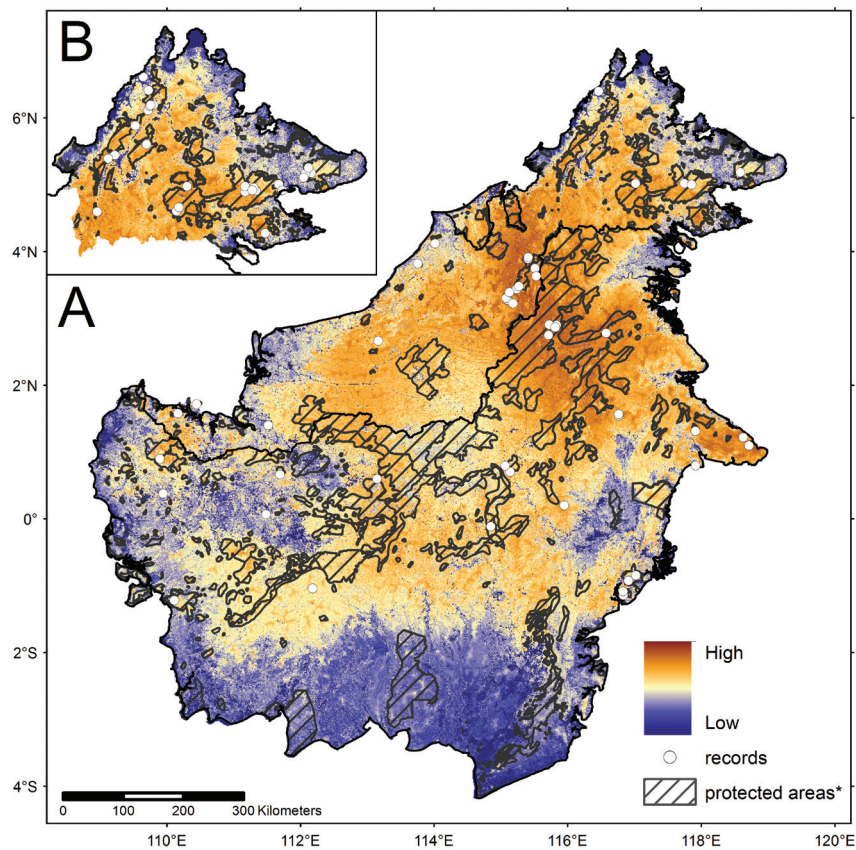 B
6°N
4°N
A
2°N
0°
2°S
4°S
High
Low
records
protected areas*
0 100 200 300 Kilometers
110°E 112°E 114°E 116°E 118°E 120°E